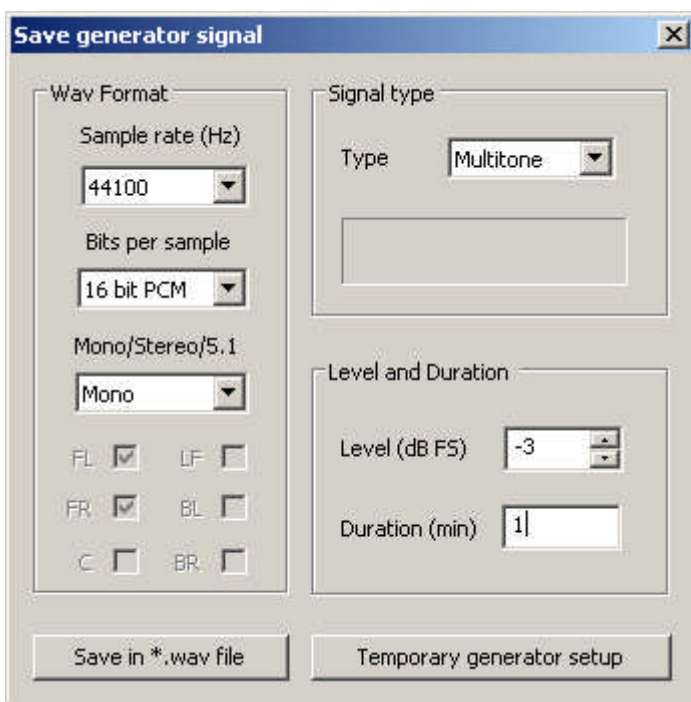 Save generator signal
Wav Format
Sample rate (Hz)
44100
Bits per sample
16 bit PCM
Mono/Stereo/5.1
Mono
FL LF
FR BL
C BR
Signal type
Type Multitone
Level and Duration
Level (dB FS) -3
Duration (min) 1
Save in *.wav file
Temporary generator setup